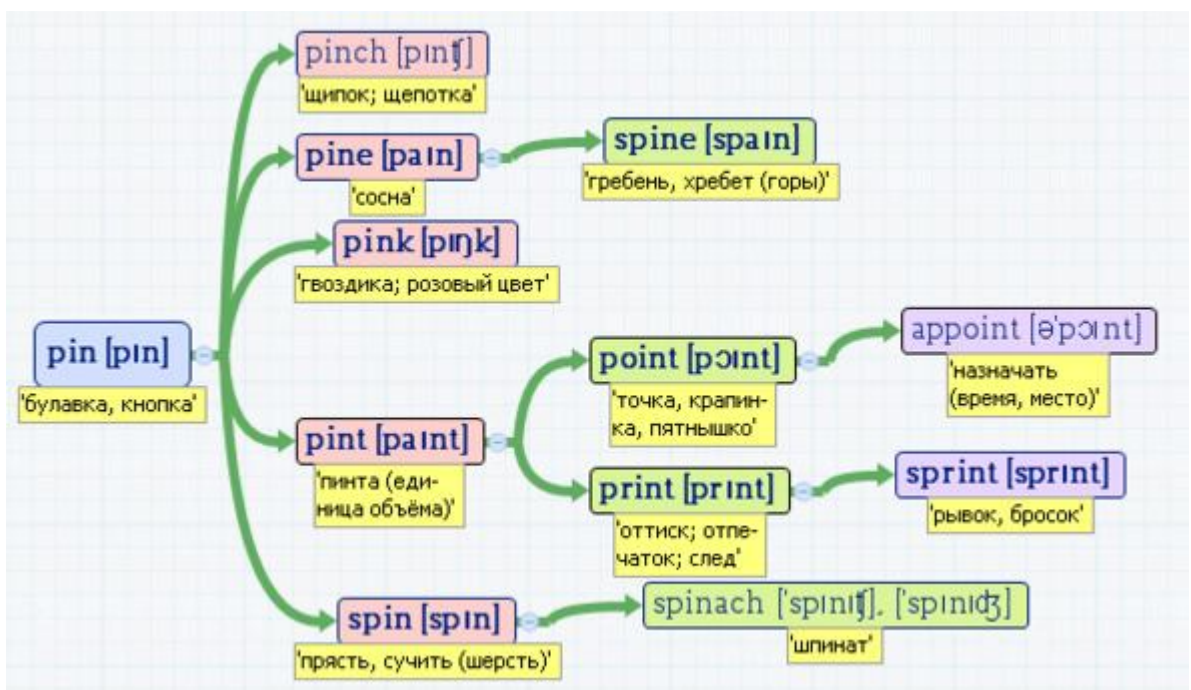 pinch [pɪnʧ]
'щипок; щепотка'
pine [paɪn]
'сосна'
spine [spaɪn]
'гребень, хребет (горы)'
pink [pɪŋk]
'гвоздика; розовый цвет'
pin [pɪn]
'булавка, кнопка'
pint [paɪnt]
'пинта (еди-
ница объёма)'
point [pɔɪnt]
'точка, крапин-
ка, пятнышко'
appoint [ə'pɔɪnt]
'назначать
(время, место)'
print [prɪnt]
'оттиск; отпе-
чаток; след'
sprint [sprɪnt]
'рывок, бросок'
spin [spɪn]
'прясть, сучить (шерсть)'
spinach ['spɪnɪʧ], ['spɪnɪʤ]
'шпинат'